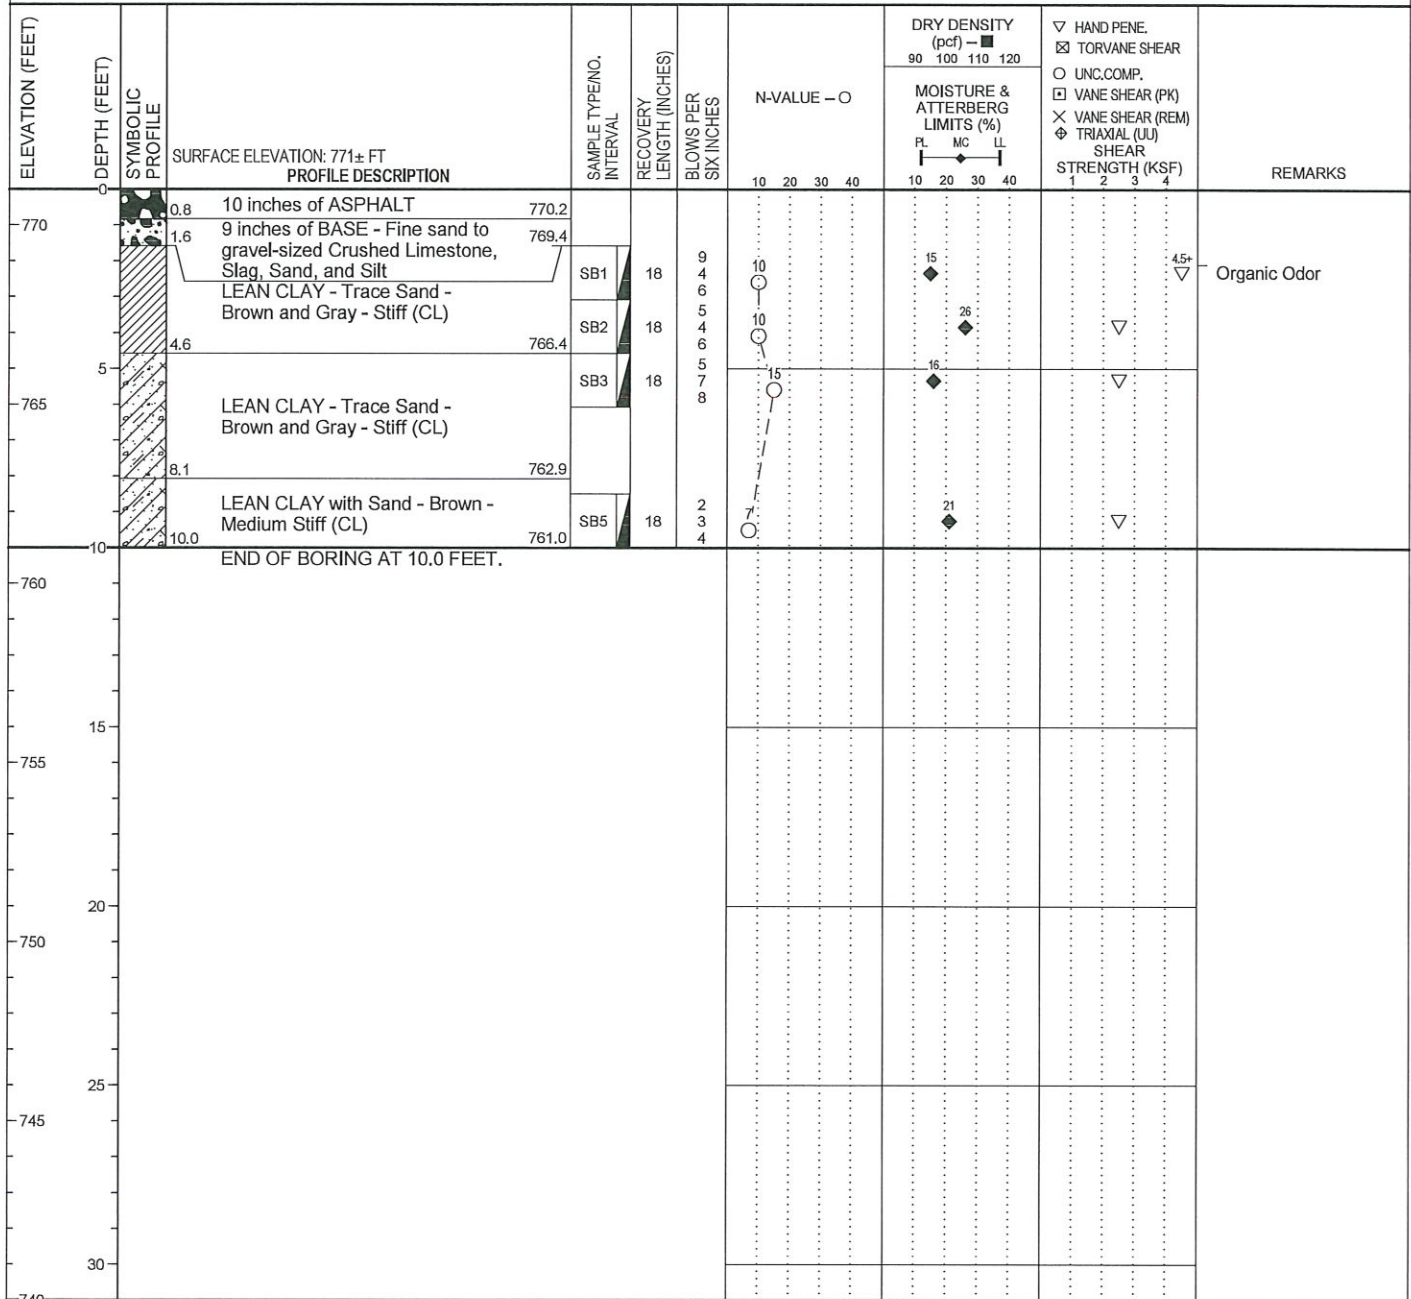 ELEVATION (FEET)
DEPTH (FEET)
SYMBOLIC
PROFILE
SURFACE ELEVATION: 771± FT
PROFILE DESCRIPTION
SAMPLE TYPE/NO.
INTERVAL
RECOVERY
LENGTH (INCHES)
BLOWS PER
SIX INCHES
N-VALUE – O
10 20 30 40
DRY DENSITY
(pcf) – ■
90 100 110 120
MOISTURE &
ATTERBERG
LIMITS (%)
PL MC LL
10 20 30 40
▽ HAND PENE.
⊠ TORVANE SHEAR
○ UNC.COMP.
⊡ VANE SHEAR (PK)
✕ VANE SHEAR (REM)
TRIAXIAL (UU)
SHEAR
STRENGTH (KSF)
1 2 3 4
REMARKS
0
0.8 10 inches of ASPHALT 770.2
770
1.6 9 inches of BASE - Fine sand to 769.4
gravel-sized Crushed Limestone,
Slag, Sand, and Silt
SB1 18
9
4
6
10
15
4.5+
Organic Odor
LEAN CLAY - Trace Sand -
Brown and Gray - Stiff (CL)
SB2 18
5
4
6
10
26
4.6 766.4
5
SB3 18
5
7
8
15
16
765
LEAN CLAY - Trace Sand -
Brown and Gray - Stiff (CL)
8.1 762.9
LEAN CLAY with Sand - Brown -
Medium Stiff (CL)
SB5 18
2
3
4
7
21
10.0 761.0
10
END OF BORING AT 10.0 FEET.
760
15
755
20
750
25
745
30
740